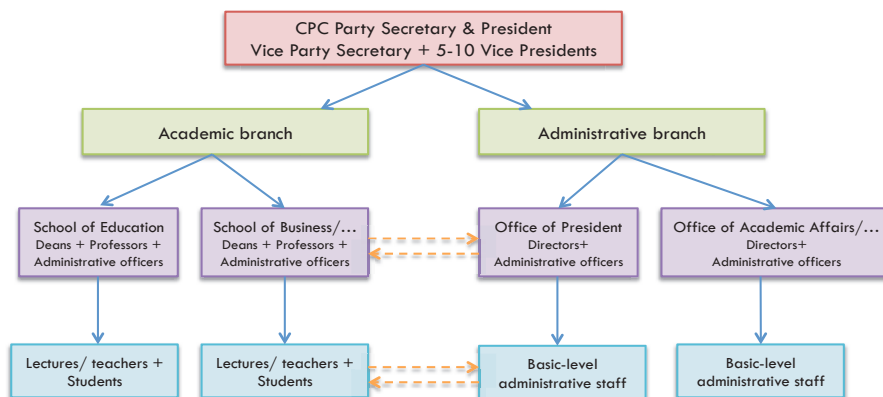 CPC Party Secretary & President
Vice Party Secretary + 5-10 Vice Presidents
Academic branch
Administrative branch
School of Education
Deans + Professors +
Administrative officers
School of Business/...
Deans + Professors +
Administrative officers
Office of President
Directors+
Administrative officers
Office of Academic Affairs/...
Directors+
Administrative officers
Lectures/ teachers +
Students
Lectures/ teachers +
Students
Basic-level
administrative staff
Basic-level
administrative staff